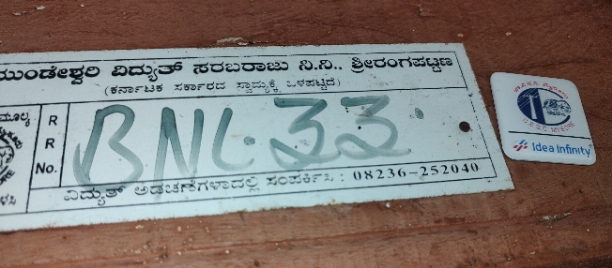 ಮುಂಡೇಶ್ವರಿ ವಿದ್ಯುತ್ ಸರಬರಾಜು ನಿ.ನಿ., ಶ್ರೀರಂಗಪಟ್ಟಣ
(ಕರ್ನಾಟಕ ಸರ್ಕಾರದ ಸ್ವಾಮ್ಯಕ್ಕೆ ಒಳಪಟ್ಟಿದೆ)
R
R
No.
BNL-33
ವಿದ್ಯುತ್ ಅಡಚಣೆಗಳಾದಲ್ಲಿ ಸಂಪರ್ಕಿಸಿ : 08236-252040
Idea Infinity